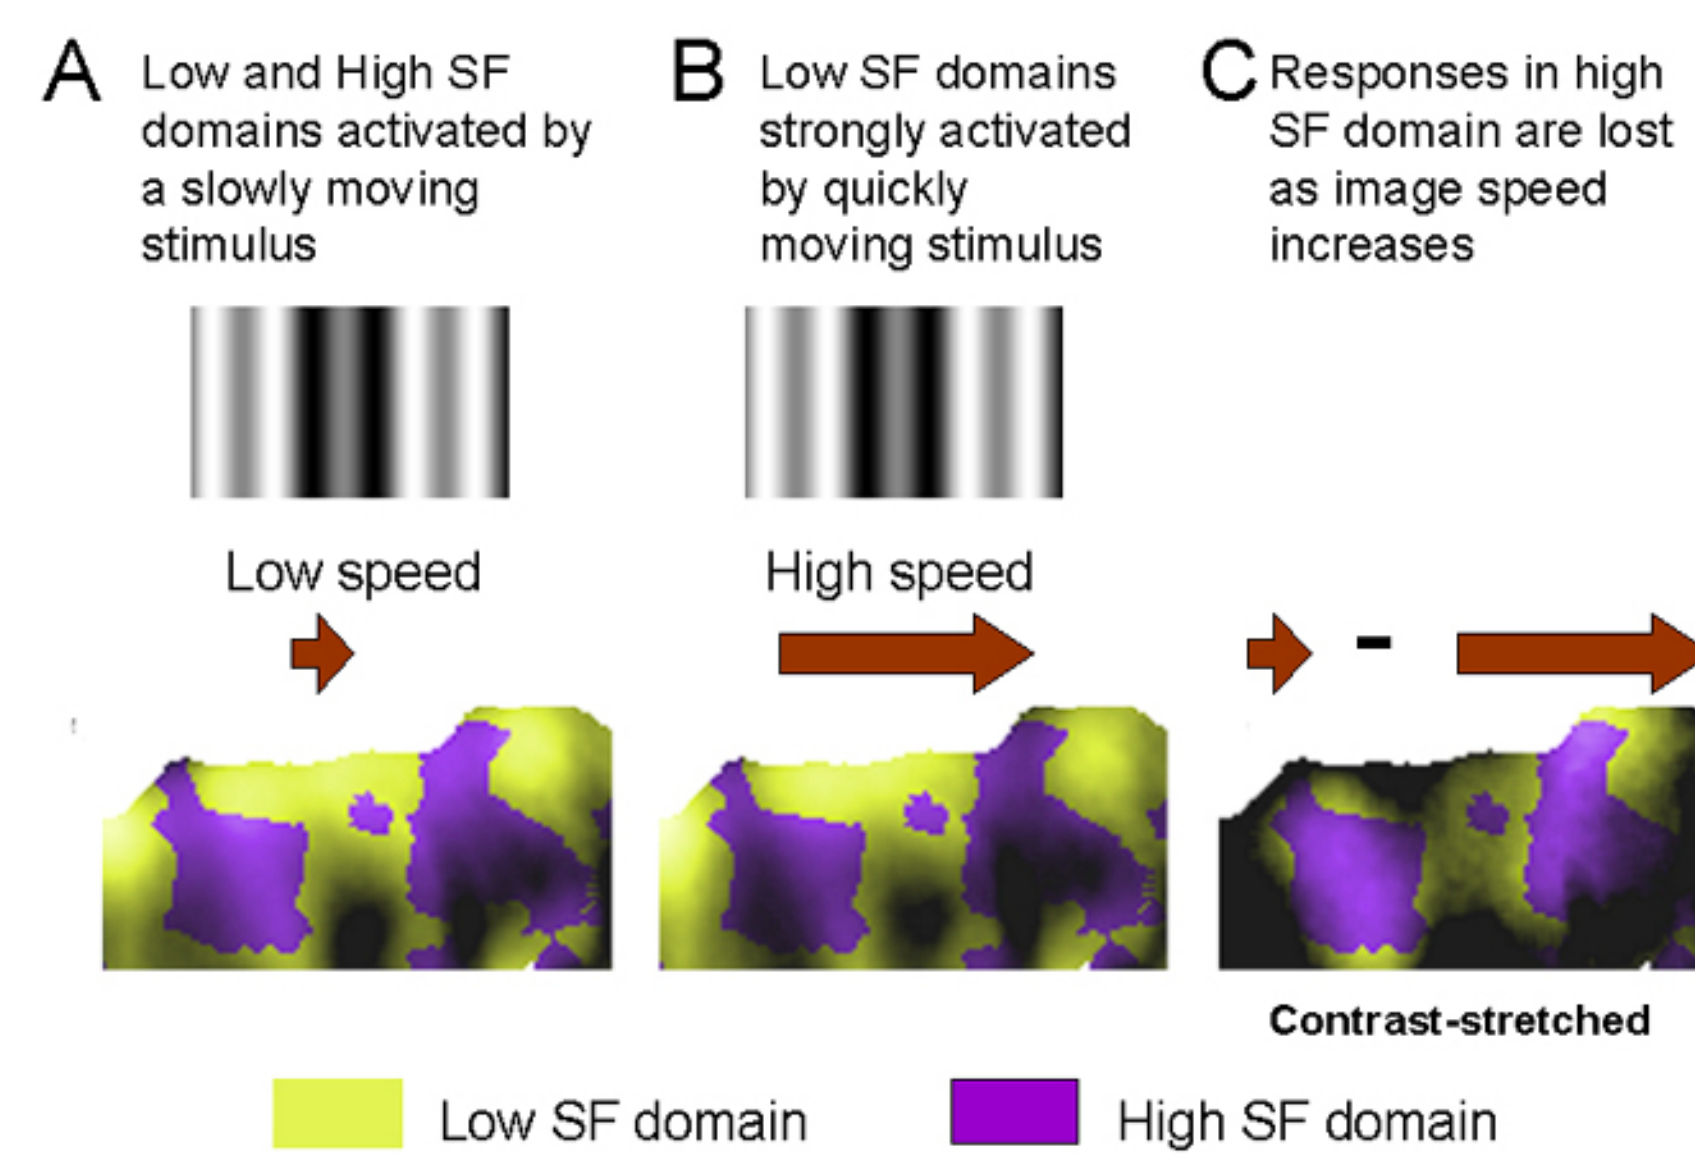 A
Low and High SF
domains activated by
a slowly moving
stimulus
B
Low SF domains
strongly activated
by quickly
moving stimulus
C
Responses in high
SF domain are lost
as image speed
increases
Low speed
High speed
-
Contrast-stretched
Low SF domain
High SF domain